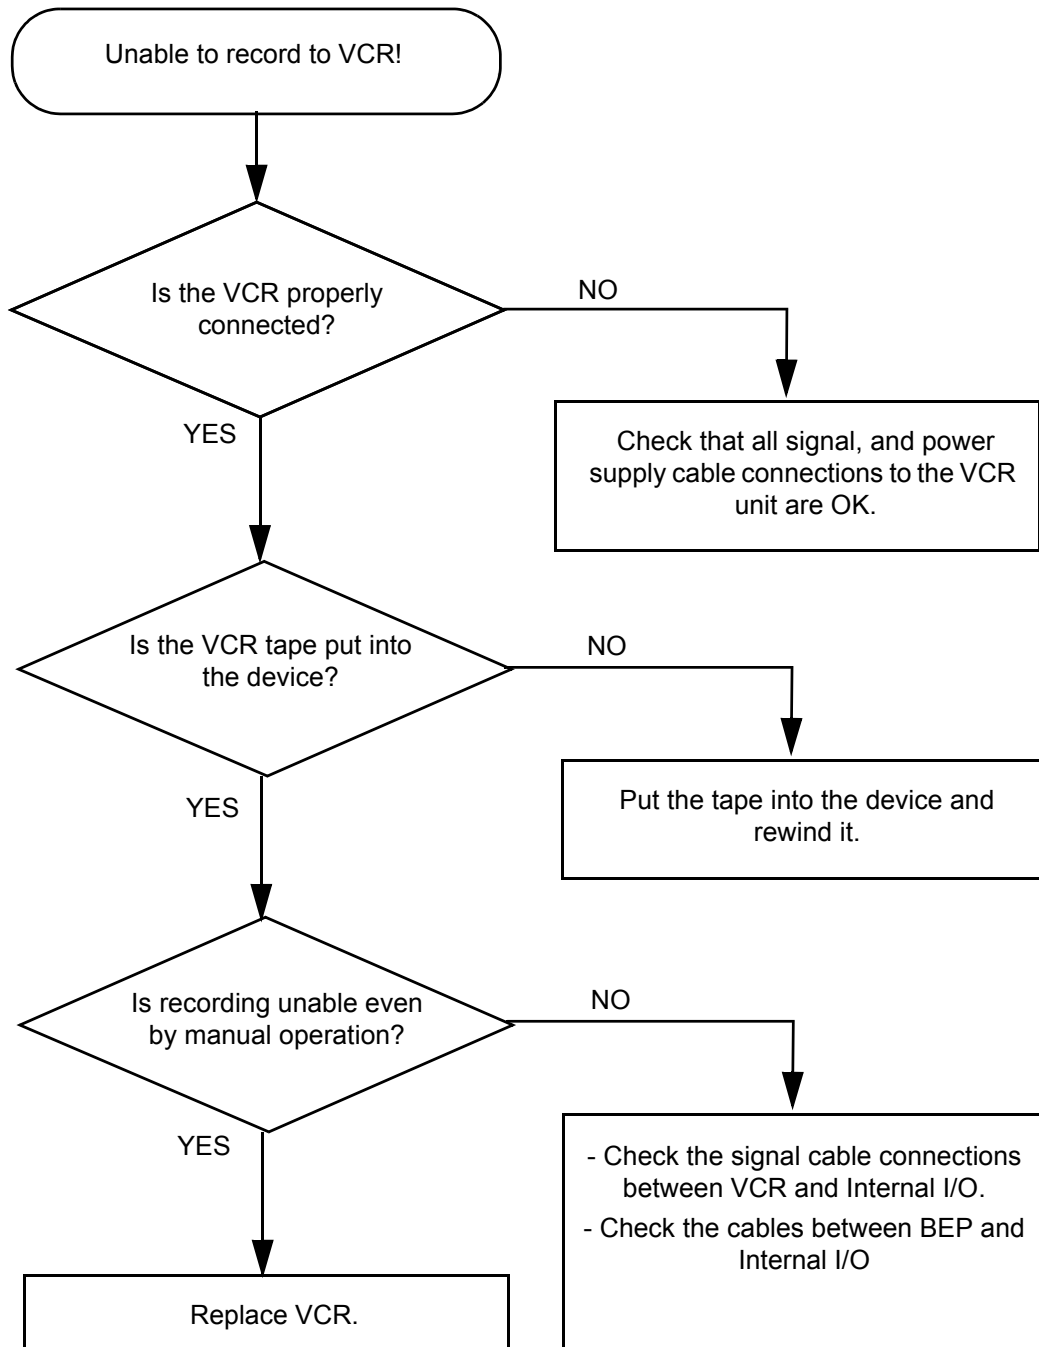 Unable to record to VCR!
Is the VCR properly
connected?
NO
YES
Check that all signal, and power
supply cable connections to the VCR
unit are OK.
Is the VCR tape put into
the device?
NO
YES
Put the tape into the device and
rewind it.
Is recording unable even
by manual operation?
NO
YES
- Check the signal cable connections
between VCR and Internal I/O.
- Check the cables between BEP and
Internal I/O
Replace VCR.